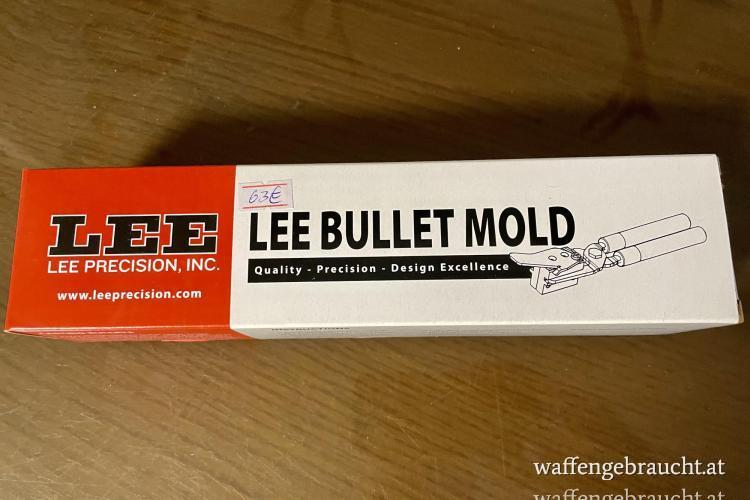 63€
LEE
LEE PRECISION, INC.
www.leeprecision.com
LEE BULLET MOLD
Quality - Precision - Design Excellence
INSTRUCTIONS
waffengebraucht.at
waffengebraucht.at